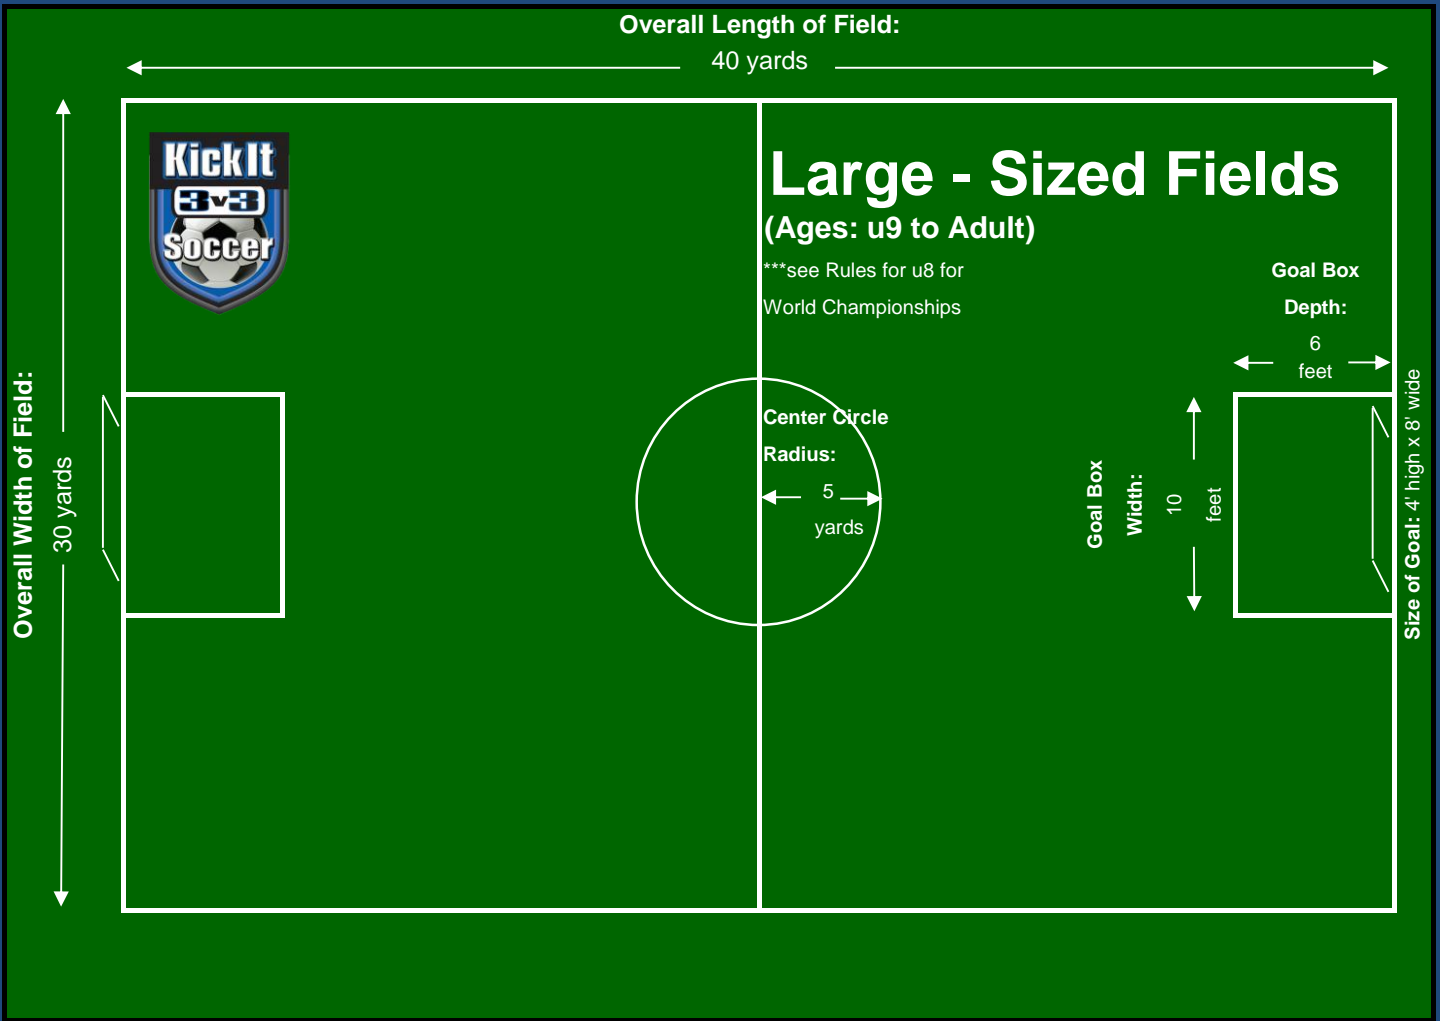 Overall Length of Field:
40 yards
KickIt
3v3
Soccer
Large - Sized Fields
(Ages: u9 to Adult)
***see Rules for u8 for
World Championships
Goal Box
Depth:
6
feet
Center Circle
Radius:
5
yards
Goal Box
Width:
10
feet
Size of Goal: 4' high x 8' wide
Overall Width of Field:
30 yards